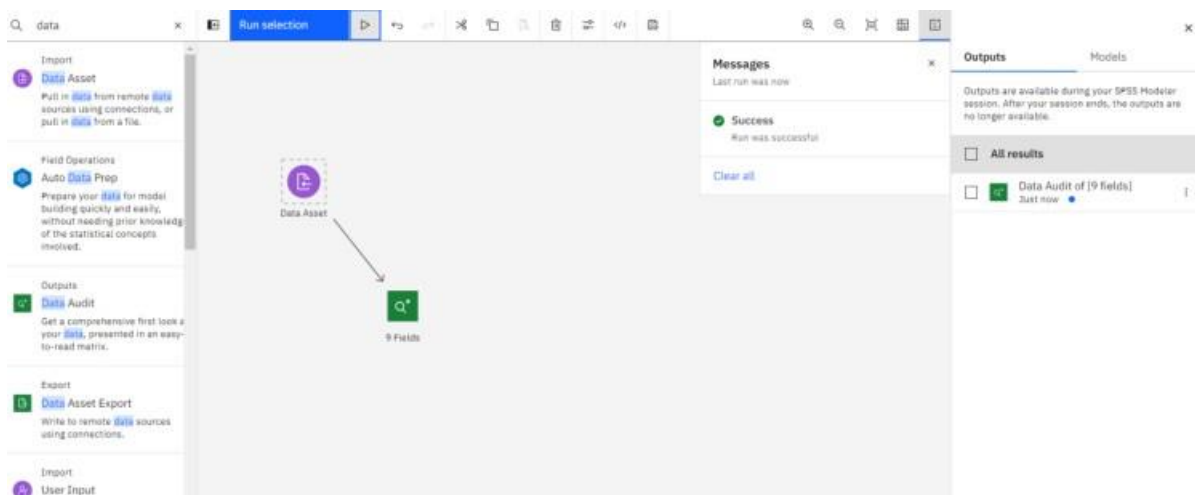 data
Import
Data Asset
Pull in data from remote data
sources using connections, or
pull in data from a file.
Field Operations
Auto Data Prep
Prepare your data for model
building quickly and easily,
without needing prior knowledg
of the statistical concepts
involved.
Outputs
Data Audit
Get a comprehensive first look a
your data, presented in an easy-
to-read matrix.
Export
Data Asset Export
Write to remote data sources
using connections.
Import
User Input
Run selection
Data Asset
9 Fields
Messages
Last run was now
Success
Run was successful
Clear all
Outputs
Models
Outputs are available during your SPSS Modeler
session. After your session ends, the outputs are
no longer available.
All results
Data Audit of [9 fields]
Just now